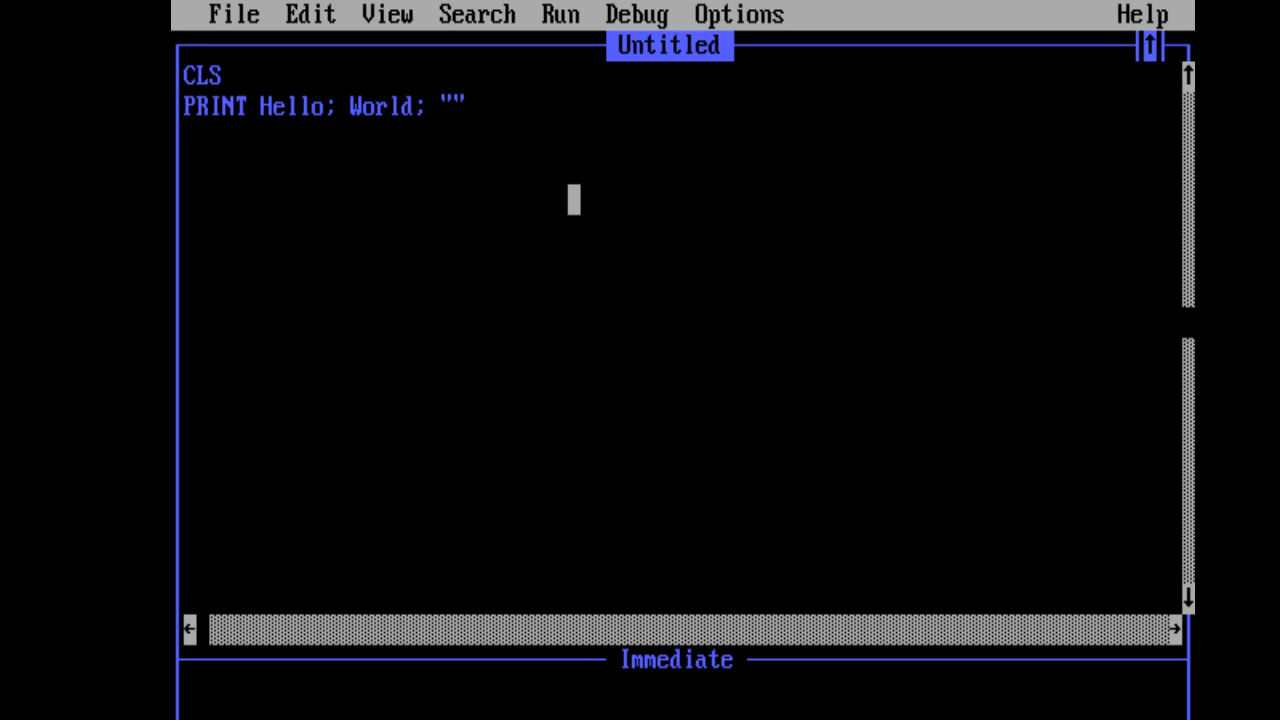 File Edit View Search Run Debug Options Help
Untitled
CLS
PRINT Hello; World; ""
Immediate